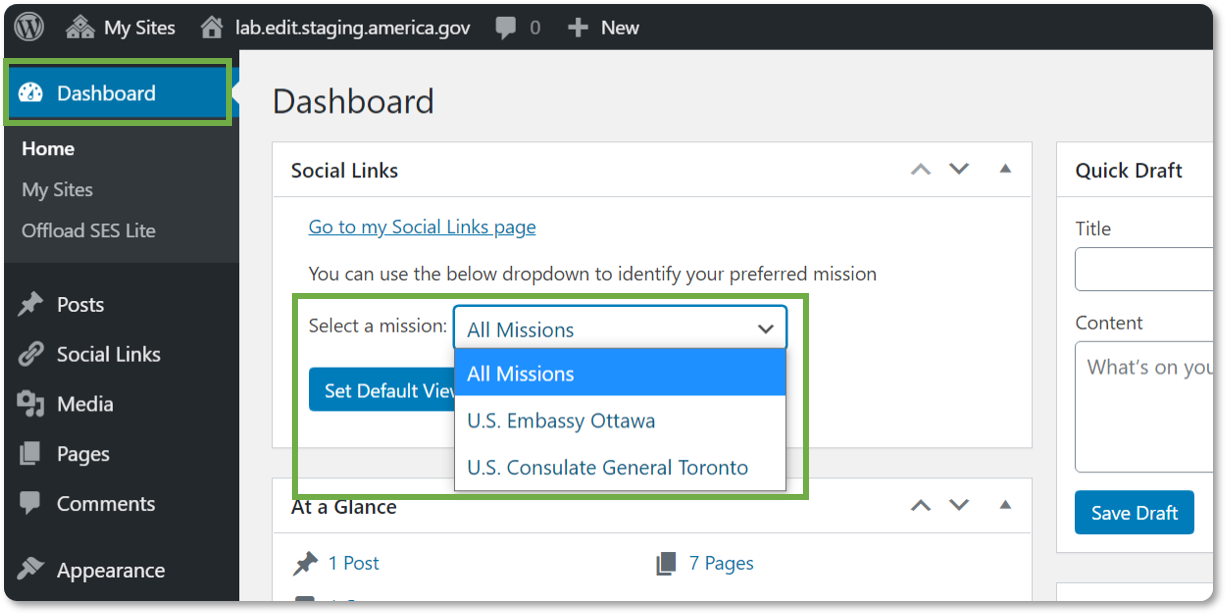 My Sites
lab.edit.staging.america.gov
0
New
Dashboard
Home
My Sites
Offload SES Lite
Posts
Social Links
Media
Pages
Comments
Appearance
Dashboard
Social Links
Go to my Social Links page
You can use the below dropdown to identify your preferred mission
Select a mission: All Missions
All Missions
Set Default View
U.S. Embassy Ottawa
U.S. Consulate General Toronto
At a Glance
1 Post
7 Pages
Quick Draft
Title
Content
What's on you
Save Draft